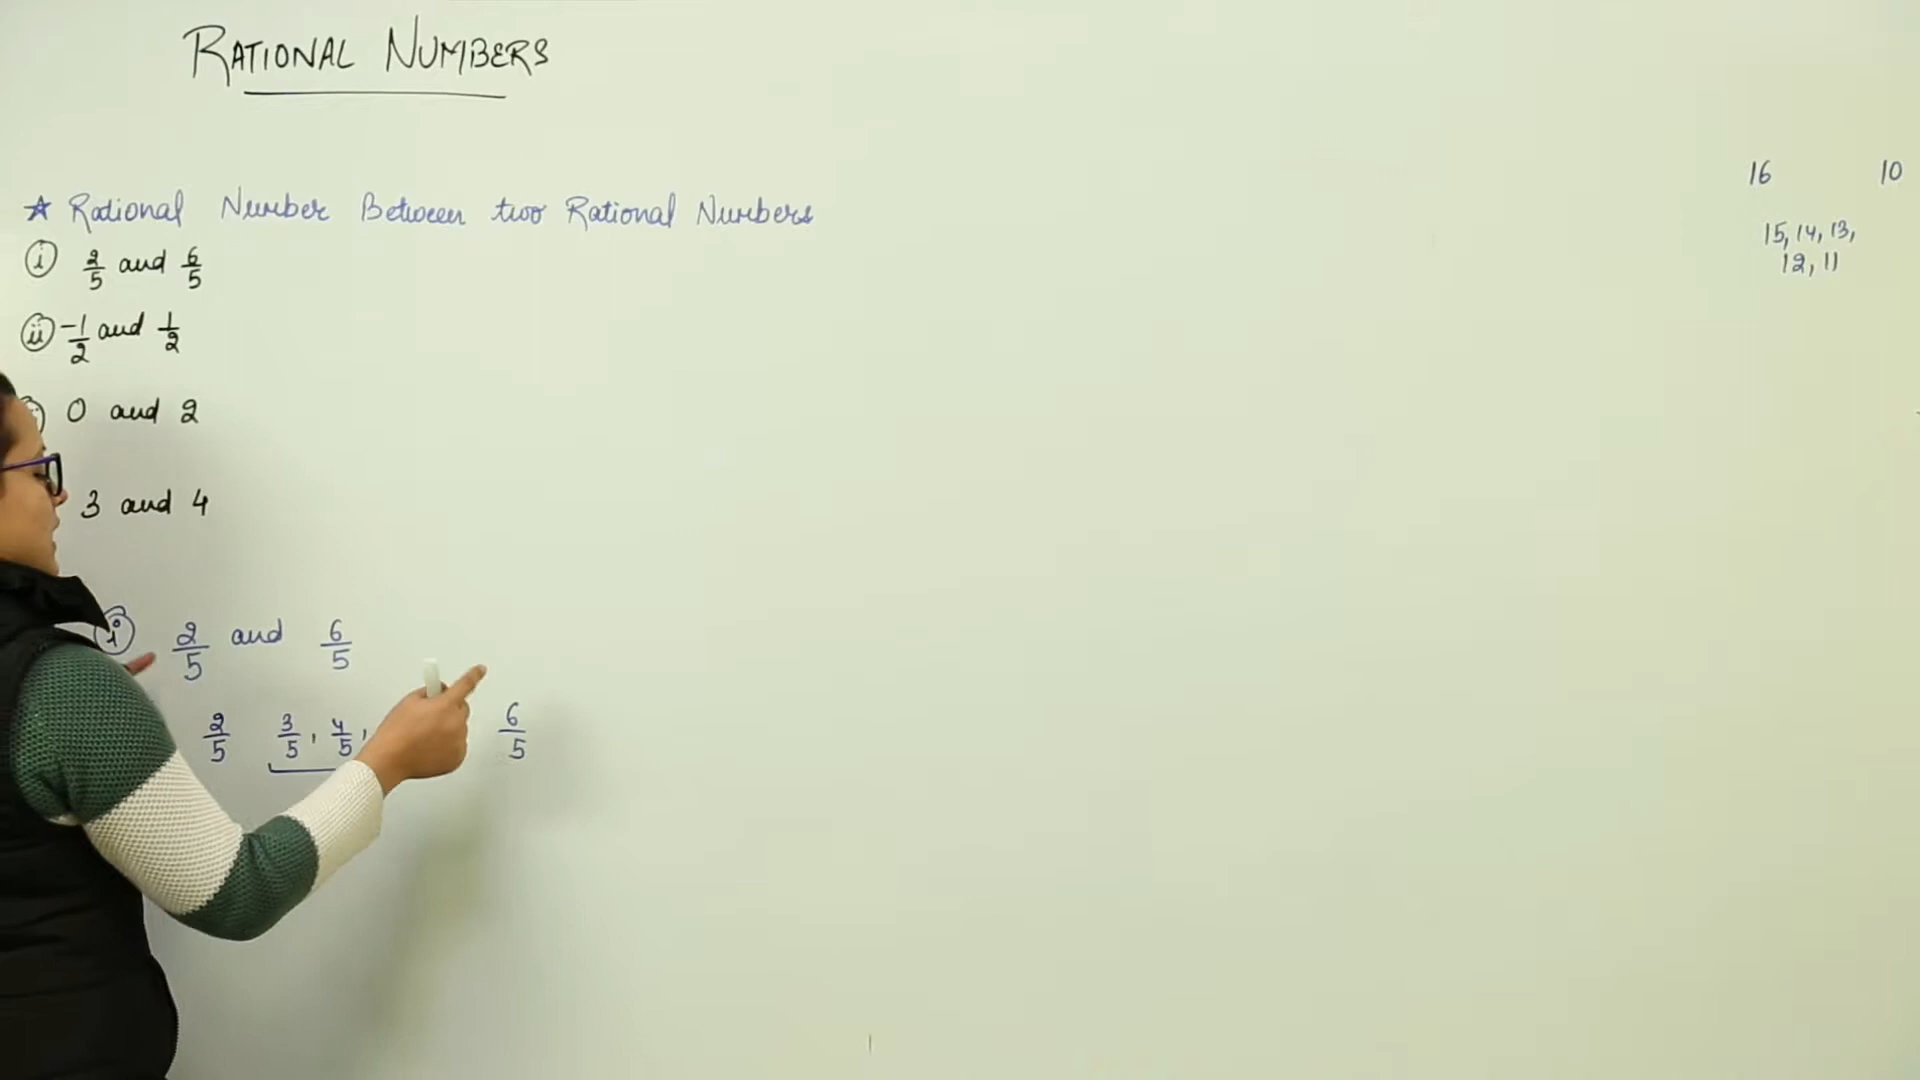 RATIONAL NUMBERS
★ Rational Number Between two Rational Numbers
(i) 2/5 and 6/5
(ii) -1/2 and 1/2
0 and 2
3 and 4
(i) 2/5 and 6/5
2/5 3/5, 4/5, 6/5
16 10
15, 14, 13,
12, 11